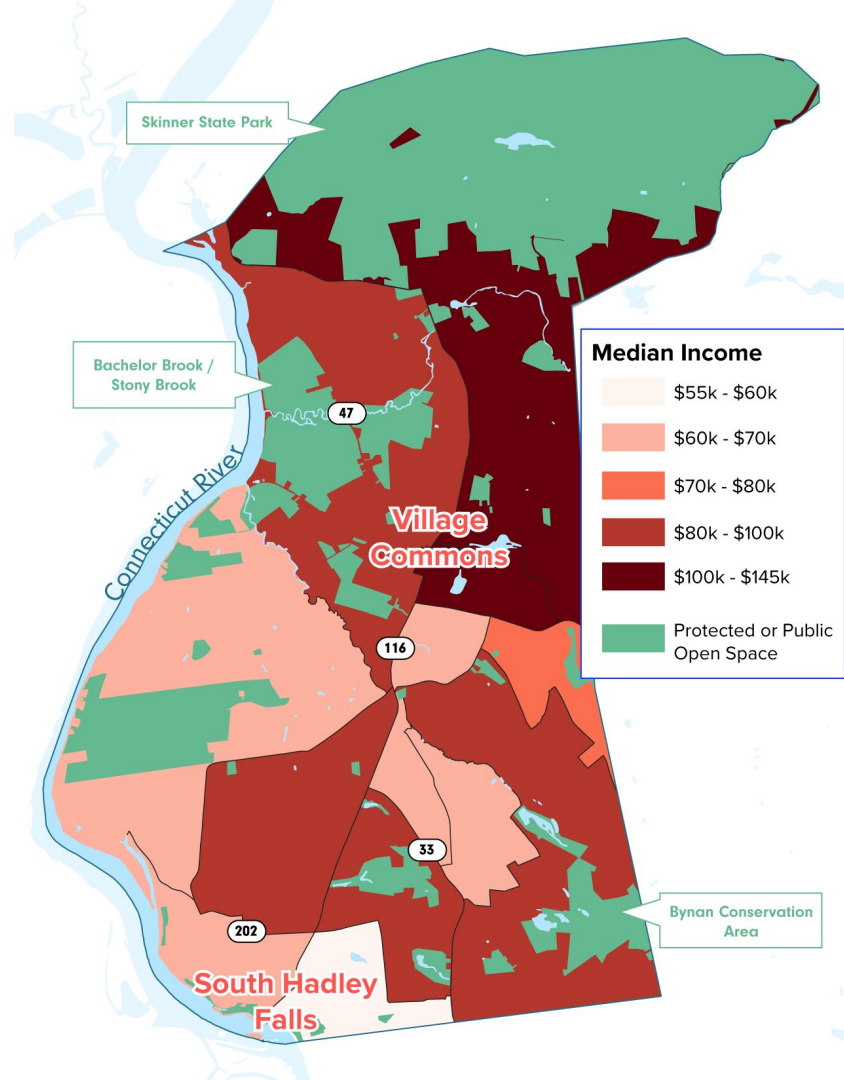 Skinner State Park
Bachelor Brook /
Stony Brook
Connecticut River
47
Village
Commons
116
33
202
South Hadley
Falls
Bynan Conservation
Area
Median Income
$55k - $60k
$60k - $70k
$70k - $80k
$80k - $100k
$100k - $145k
Protected or Public
Open Space